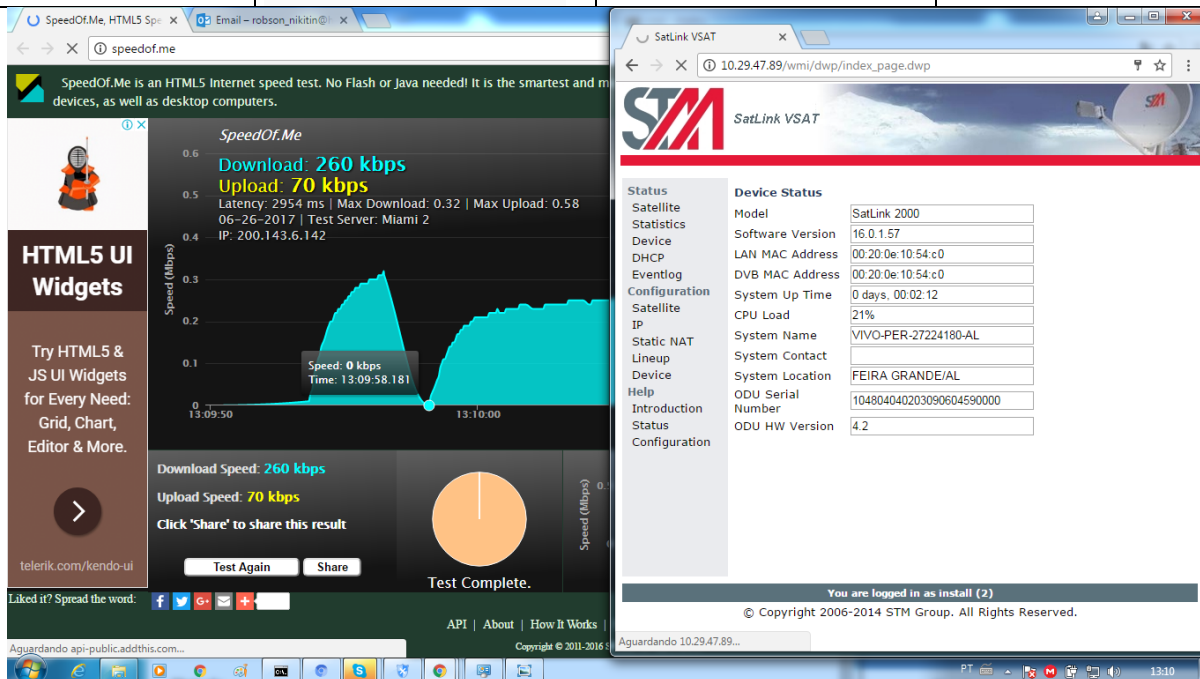 SpeedOf.Me, HTML5 Spe
Email – robson_nikitin@
speedof.me
SpeedOf.Me is an HTML5 Internet speed test. No Flash or Java needed! It is the smartest and m
devices, as well as desktop computers.
HTML5 UI
Widgets
Try HTML5 &
JS UI Widgets
for Every Need:
Grid, Chart,
Editor & More.
telerik.com/kendo-ui
SpeedOf.Me
Download: 260 kbps
Upload: 70 kbps
Latency: 2954 ms | Max Download: 0.32 | Max Upload: 0.58
06-26-2017 | Test Server: Miami 2
IP: 200.143.6.142
Speed (Mbps)
0.6
0.5
0.4
0.3
0.2
0.1
0
Speed: 0 kbps
Time: 13:09:58.181
13:09:50
13:10:00
Download Speed: 260 kbps
Upload Speed: 70 kbps
Click 'Share' to share this result
Test Again
Share
Test Complete.
Speed (Mbps)
Liked it? Spread the word:
API | About | How It Works |
Copyright © 2011-2016 S
Aguardando api-public.addthis.com...
SatLink VSAT
10.29.47.89/wmi/dwp/index_page.dwp
STM
SatLink VSAT
STM
Status
Satellite
Statistics
Device
DHCP
Eventlog
Configuration
Satellite
IP
Static NAT
Lineup
Device
Help
Introduction
Status
Configuration
Device Status
Model SatLink 2000
Software Version 16.0.1.57
LAN MAC Address 00:20:0e:10:54:c0
DVB MAC Address 00:20:0e:10:54:c0
System Up Time 0 days, 00:02:12
CPU Load 21%
System Name VIVO-PER-27224180-AL
System Contact
System Location FEIRA GRANDE/AL
ODU Serial
Number 104804040203090604590000
ODU HW Version 4.2
You are logged in as install (2)
© Copyright 2006-2014 STM Group. All Rights Reserved.
Aguardando 10.29.47.89...
PT
13:10